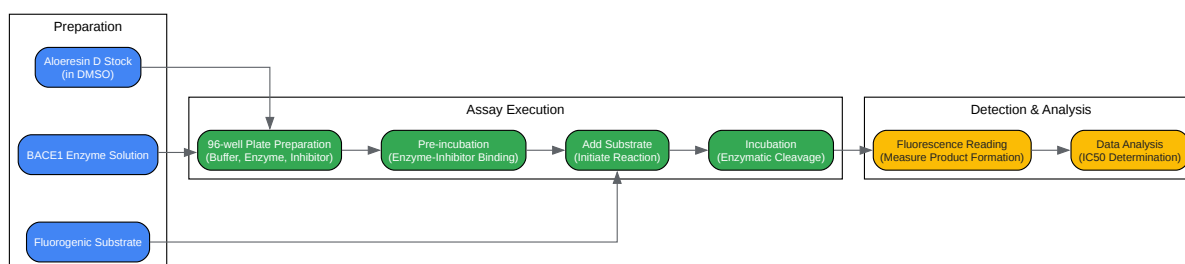 Preparation
Aloeresin D Stock
(in DMSO)
BACE1 Enzyme Solution
Fluorogenic Substrate
Assay Execution
96-well Plate Preparation
(Buffer, Enzyme, Inhibitor)
Pre-incubation
(Enzyme-Inhibitor Binding)
Add Substrate
(Initiate Reaction)
Incubation
(Enzymatic Cleavage)
Detection & Analysis
Fluorescence Reading
(Measure Product Formation)
Data Analysis
(IC50 Determination)